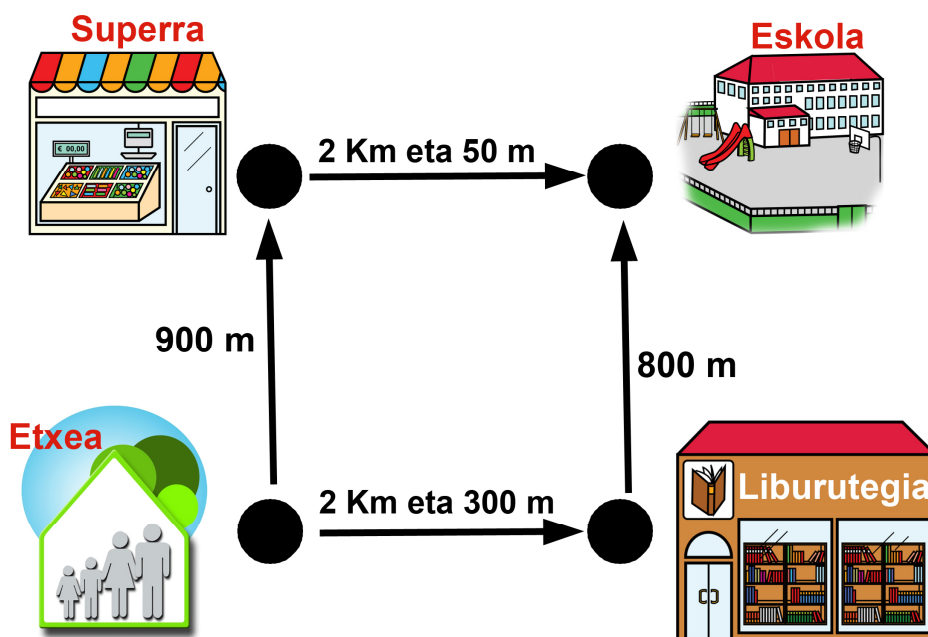 Superra
Eskola
€ 00,00
2 Km eta 50 m
900 m
800 m
Etxea
2 Km eta 300 m
Liburutegia